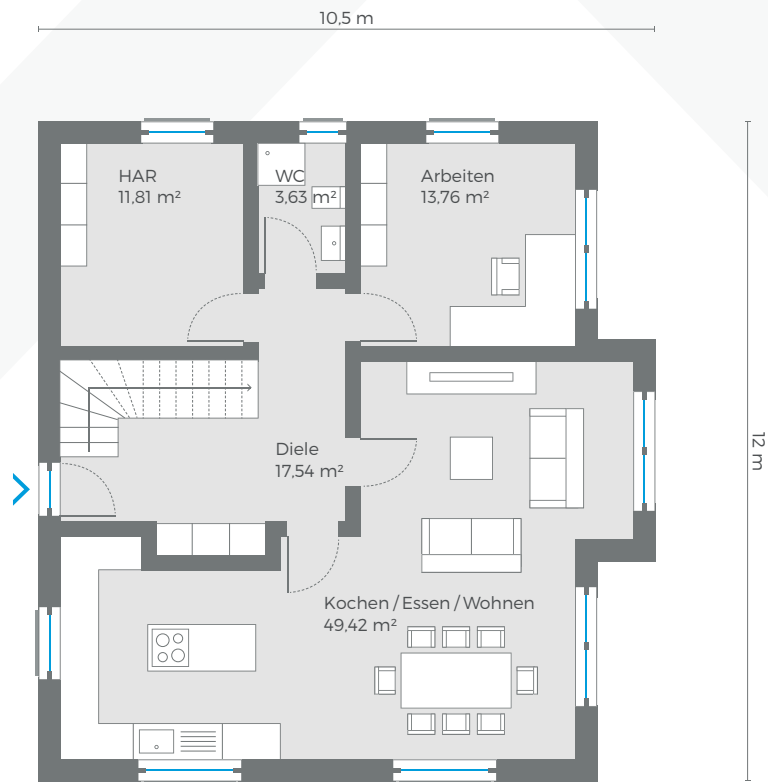 10,5 m
HAR
11,81 m²
WC
3,63 m²
Arbeiten
13,76 m²
12 m
Diele
17,54 m²
Kochen / Essen / Wohnen
49,42 m²